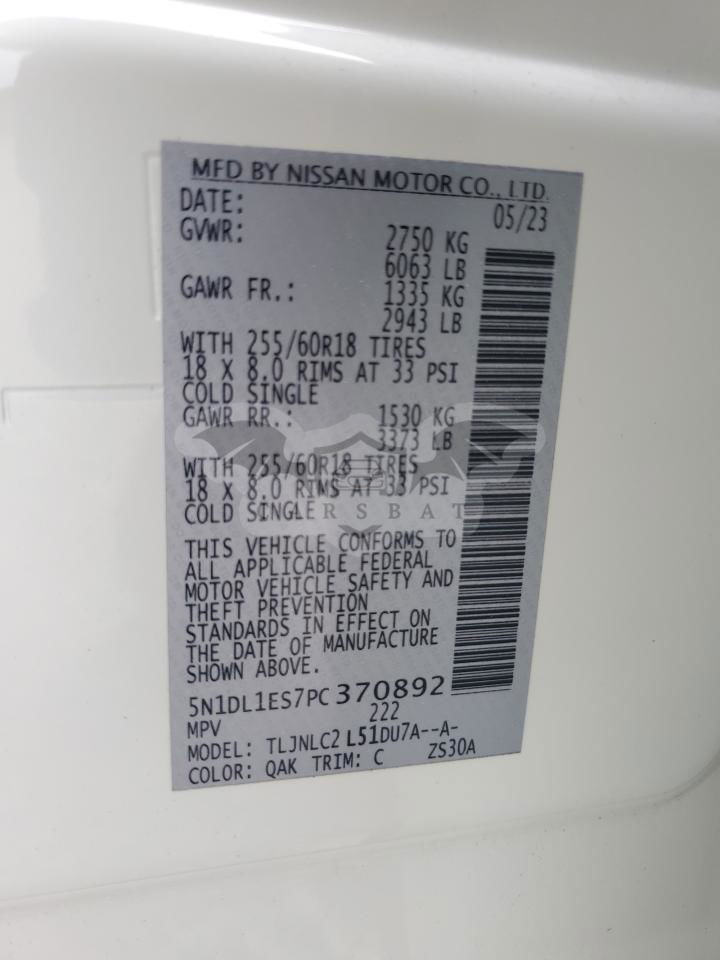 MFD BY NISSAN MOTOR CO., LTD.
DATE: 05/23
GVWR: 2750 KG
6063 LB
GAWR FR.: 1335 KG
2943 LB
WITH 255/60R18 TIRES
18 X 8.0 RIMS AT 33 PSI
COLD SINGLE
GAWR RR.: 1530 KG
3373 LB
WITH 255/60R18 TIRES
18 X 8.0 RIMS AT 33 PSI
COLD SINGLE
THIS VEHICLE CONFORMS TO
ALL APPLICABLE FEDERAL
MOTOR VEHICLE SAFETY AND
THEFT PREVENTION
STANDARDS IN EFFECT ON
THE DATE OF MANUFACTURE
SHOWN ABOVE.
5N1DL1ES7PC370892
MPV 222
MODEL: TLJNLC2 L51DU7A--A-
COLOR: QAK TRIM: C ZS30A